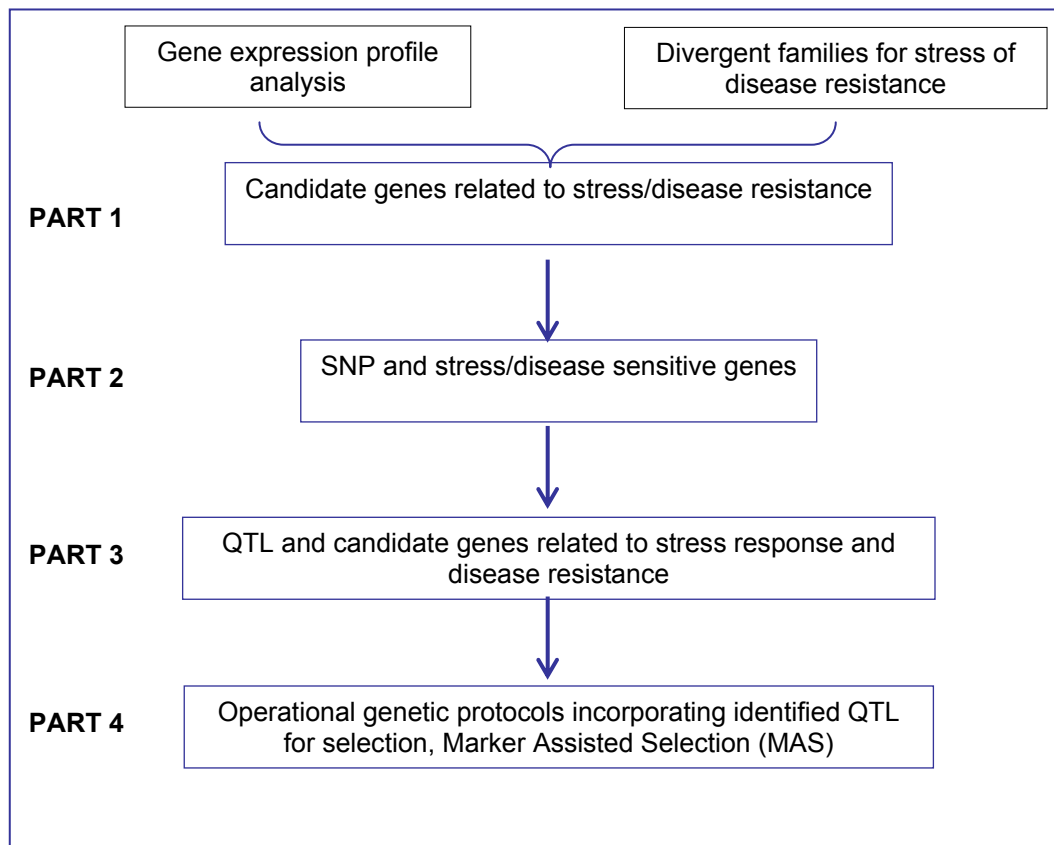 Gene expression profile
analysis
Divergent families for stress of
disease resistance
Candidate genes related to stress/disease resistance
PART 1
SNP and stress/disease sensitive genes
PART 2
QTL and candidate genes related to stress response and
disease resistance
PART 3
Operational genetic protocols incorporating identified QTL
for selection, Marker Assisted Selection (MAS)
PART 4